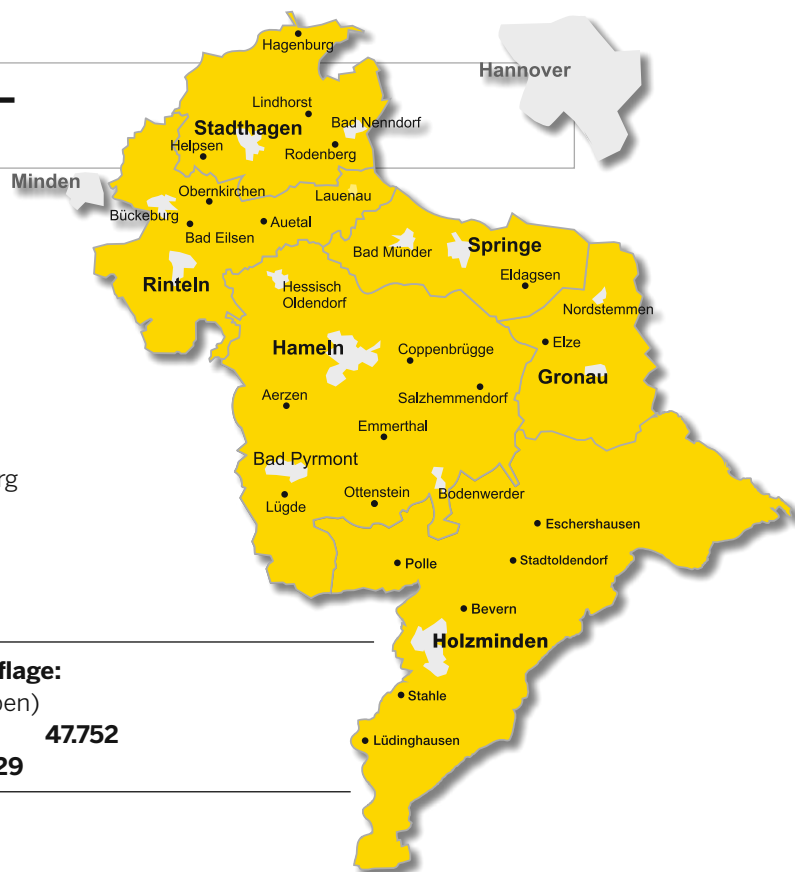 Hagenburg
Hannover
Lindhorst
Bad Nenndorf
Stadthagen
Helpsen
Rodenberg
Minden
Obernkirchen
Lauenau
Bückeburg
Auetal
Bad Eilsen
Bad Münder
Springe
Eldagsen
Rinteln
Hessisch
Oldendorf
Nordstemmen
Hameln
Coppenbrügge
Elze
Gronau
Aerzen
Salzhemmendorf
Emmerthal
Bad Pyrmont
rg
Lügde
Ottenstein
Bodenwerder
Eschershausen
Polle
Stadtoldendorf
Bevern
Holzminden
flage:
ben)
Stahle
47.752
Lüdinghausen
29